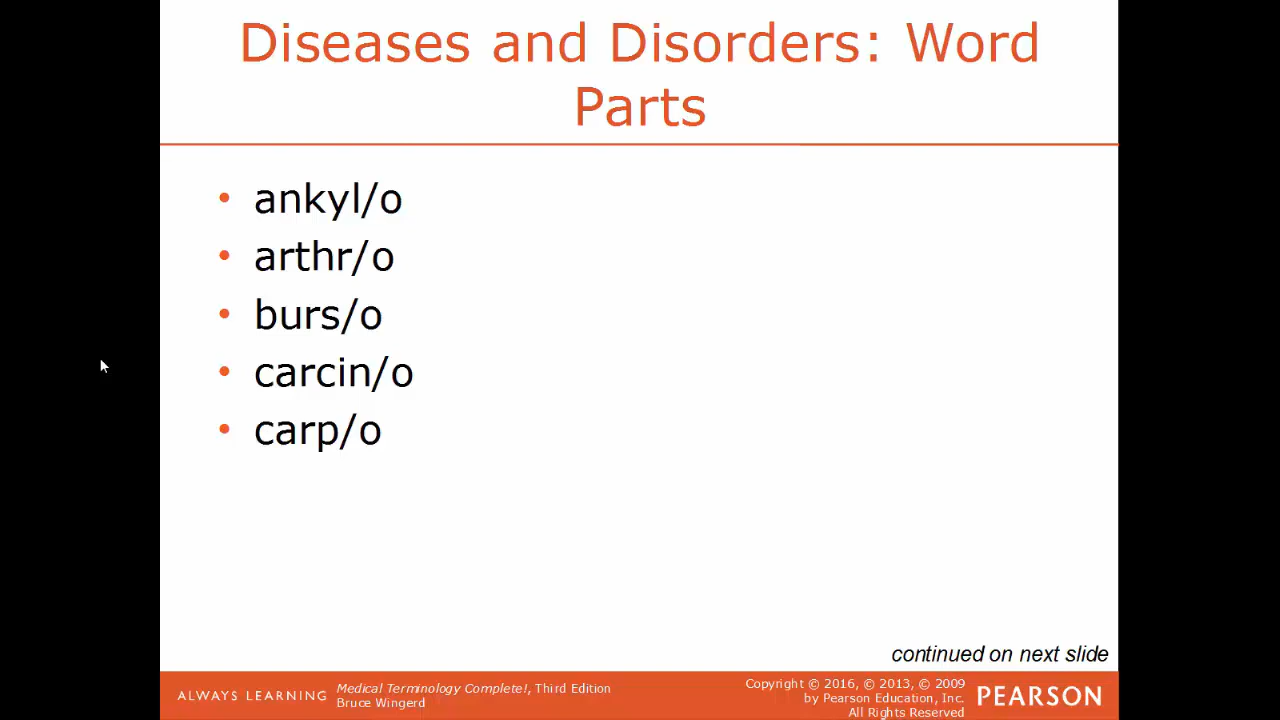 Diseases and Disorders: Word
Parts
• ankyl/o
• arthr/o
• burs/o
• carcin/o
• carp/o
continued on next slide
ALWAYS LEARNING
Medical Terminology Complete!, Third Edition
Bruce Wingerd
Copyright © 2016, © 2013, © 2009
by Pearson Education, Inc.
All Rights Reserved
PEARSON